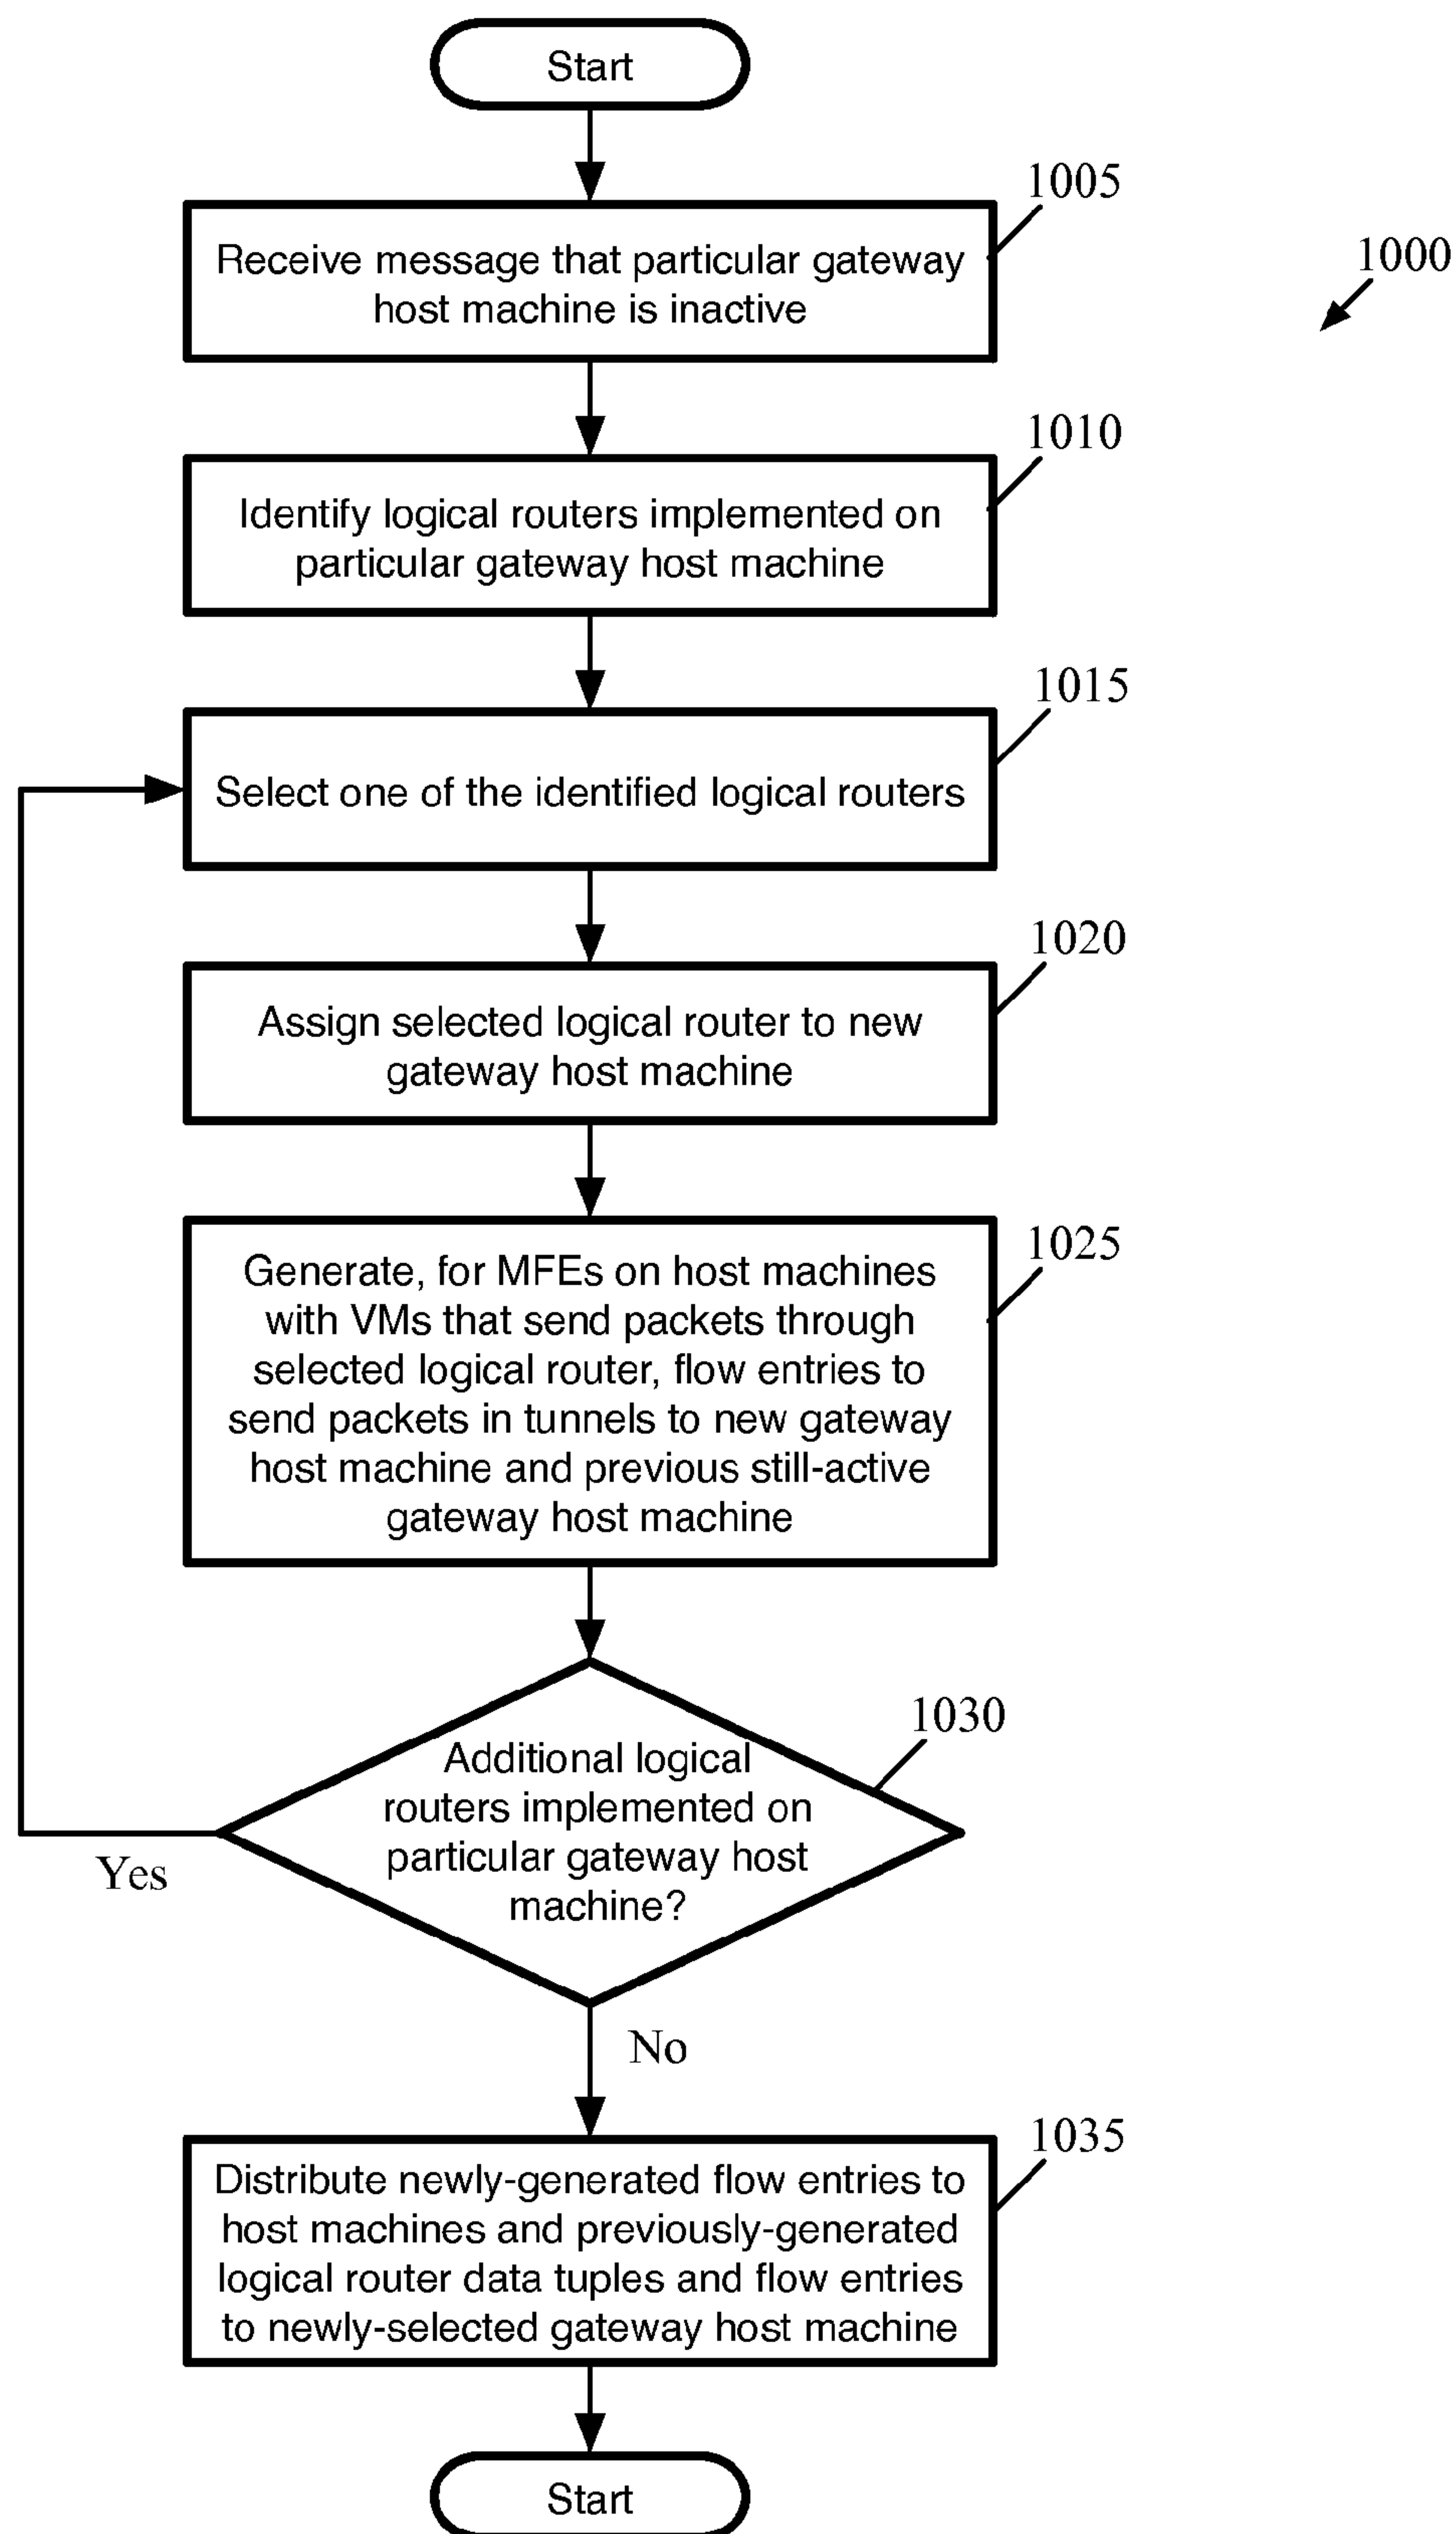 Start
1005
Receive message that particular gateway
host machine is inactive
1000
1010
Identify logical routers implemented on
particular gateway host machine
1015
Select one of the identified logical routers
1020
Assign selected logical router to new
gateway host machine
1025
Generate, for MFEs on host machines
with VMs that send packets through
selected logical router, flow entries to
send packets in tunnels to new gateway
host machine and previous still-active
gateway host machine
1030
Additional logical
routers implemented on
particular gateway host
machine?
Yes
No
1035
Distribute newly-generated flow entries to
host machines and previously-generated
logical router data tuples and flow entries
to newly-selected gateway host machine
Start